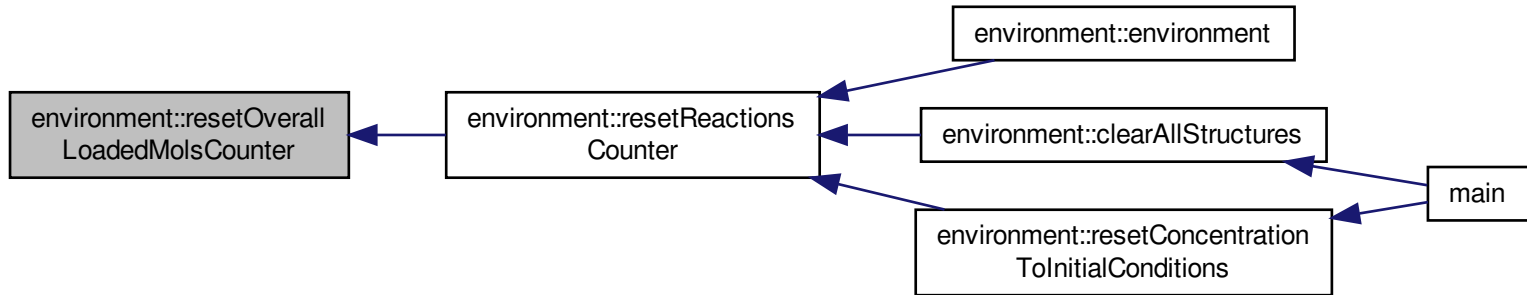 environment::resetOverall
LoadedMolsCounter
environment::resetReactions
Counter
environment::environment
environment::clearAllStructures
environment::resetConcentration
ToInitialConditions
main